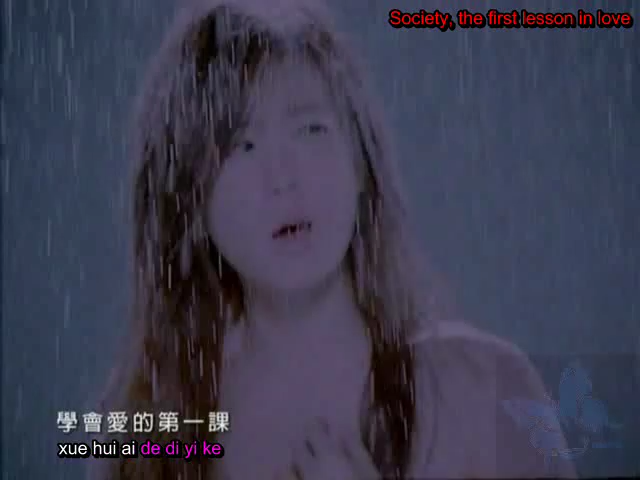 Society, the first lesson in love
學會愛的第一課
xue hui ai de di yi ke